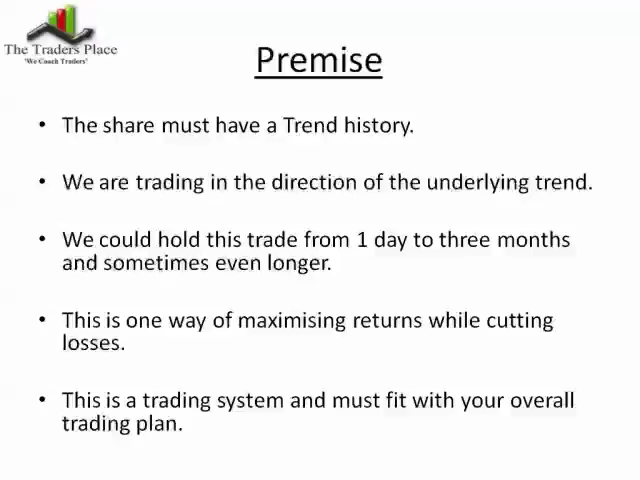 The Traders Place
"We Coach Traders"
Premise
• The share must have a Trend history.
• We are trading in the direction of the underlying trend.
• We could hold this trade from 1 day to three months
and sometimes even longer.
• This is one way of maximising returns while cutting
losses.
• This is a trading system and must fit with your overall
trading plan.